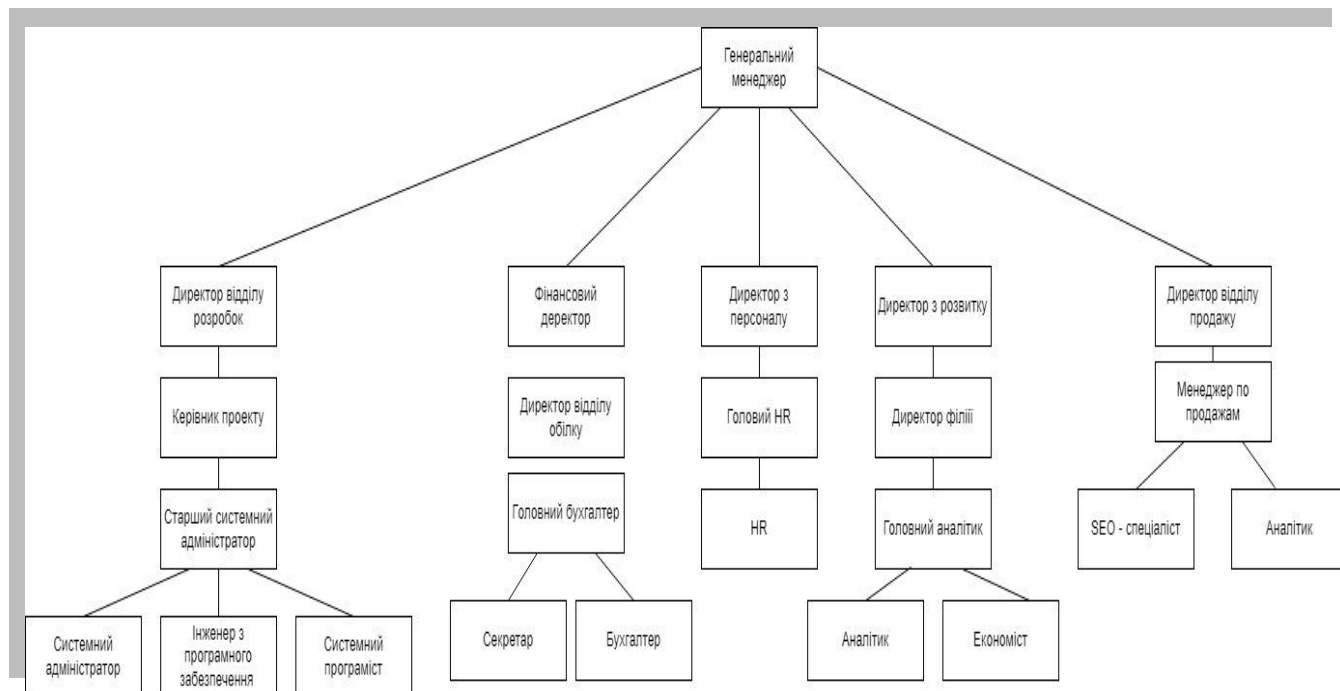 Генеральний
менеджер
Директор відділу
розробок
Фінансовий
деректор
Директор з
персоналу
Директор з розвитку
Директор відділу
продажу
Керівник проекту
Директор відділу
обілку
Головий HR
Директор філіїі
Менеджер по
продажам
Старший системний
адміністратор
Головний бухгалтер
HR
Головний аналітик
SEO - спеціаліст
Аналітик
Системний
адміністратор
Інженер з
програмного
забезпечення
Системний
програміст
Секретар
Бухгалтер
Аналітик
Економіст